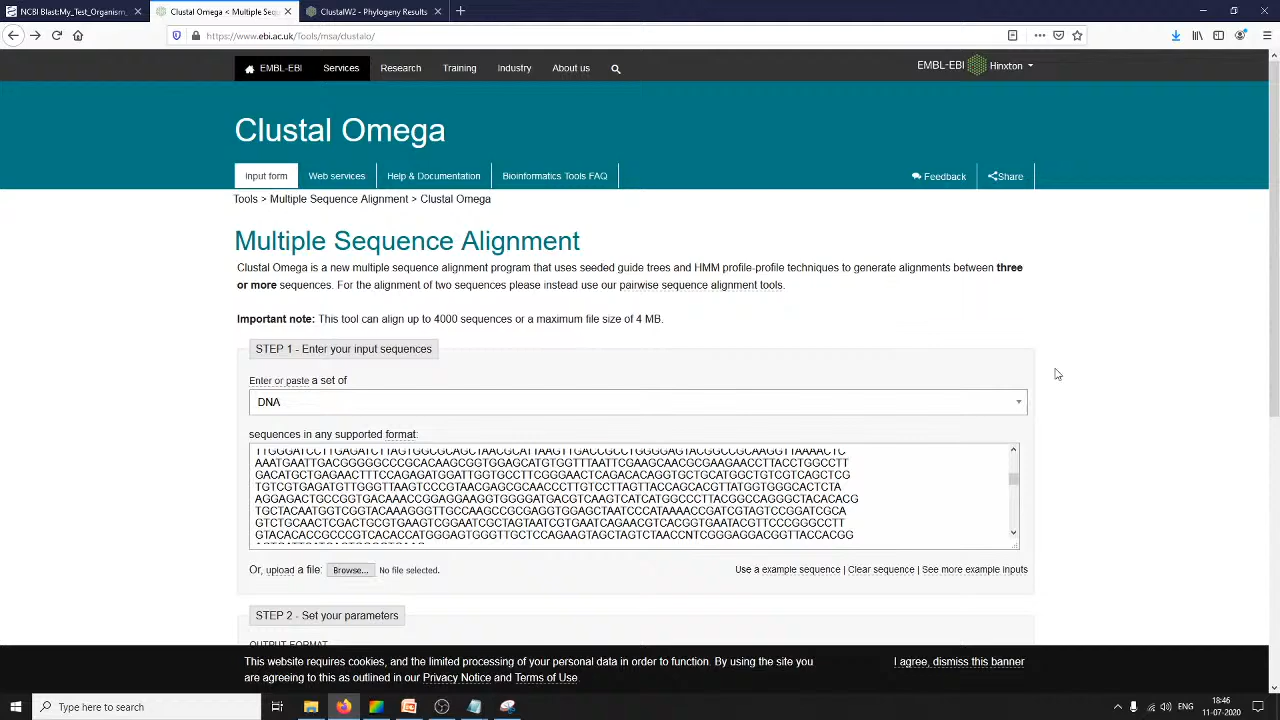 NCBI Blast:My_Test_Organism_
Clustal Omega < Multiple Seq
ClustalW2 - Phylogeny Results
https://www.ebi.ac.uk/Tools/msa/clustalo/
EMBL-EBI Services Research Training Industry About us
EMBL-EBI Hinxton
Clustal Omega
Input form Web services Help & Documentation Bioinformatics Tools FAQ Feedback Share
Tools > Multiple Sequence Alignment > Clustal Omega
Multiple Sequence Alignment
Clustal Omega is a new multiple sequence alignment program that uses seeded guide trees and HMM profile-profile techniques to generate alignments between three
or more sequences. For the alignment of two sequences please instead use our pairwise sequence alignment tools.
Important note: This tool can align up to 4000 sequences or a maximum file size of 4 MB.
STEP 1 - Enter your input sequences
Enter or paste a set of
DNA
sequences in any supported format:
TTGGGATCCTTGAGATCTTAGTGGCGCAGCTAACGCATTAAGTTGACCGCCTGGGGAGTACGGCCGCAAGGTTAAAACTC
AAATGAATTGACGGGGGCCCGCACAAGCGGTGGAGCATGTGGTTTAATTCGAAGCAACGCGAAGAACCTTACCTGGCCTT
GACATGCTGAGAACTTTCCAGAGATGGATTGGTGCCTTCGGGAACTCAGACACAGGTGCTGCATGGCTGTCGTCAGCTCG
TGTCGTGAGATGTTGGGTTAAGTCCCGTAACGAGCGCAACCCTTGTCCTTAGTTACCAGCACGTTATGGTGGGCACTCTA
AGGAGACTGCCGGTGACAAACCGGAGGAAGGTGGGGATGACGTCAAGTCATCATGGCCCTTACGGCCAGGGCTACACACG
TGCTACAATGGTCGGTACAAAGGGTTGCCAAGCCGCGAGGTGGAGCTAATCCCATAAAACCGATCGTAGTCCGGATCGCA
GTCTGCAACTCGACTGCGTGAAGTCGGAATCGCTAGTAATCGTGAATCAGAACGTCACGGTGAATACGTTCCCGGGCCTT
GTACACACCGCCCGTCACACCATGGGAGTGGGTTGCTCCAGAAGTAGCTAGTCTAACCNTCGGGAGGACGGTTACCACGG
Or, upload a file: Browse... No file selected.
Use a example sequence | Clear sequence | See more example inputs
STEP 2 - Set your parameters
OUTPUT FORMAT
This website requires cookies, and the limited processing of your personal data in order to function. By using the site you
are agreeing to this as outlined in our Privacy Notice and Terms of Use.
I agree, dismiss this banner
Type here to search
ENG
18:46
11-07-2020